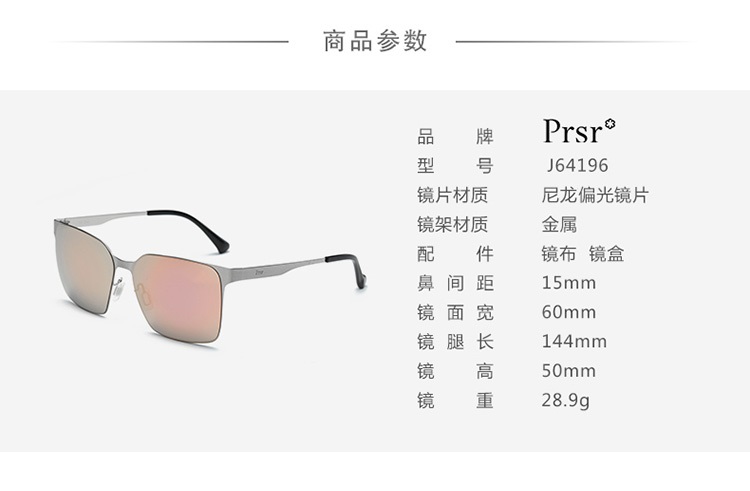 商品参数
品牌 Prsr
型号 J64196
镜片材质 尼龙偏光镜片
镜架材质 金属
配件 镜布 镜盒
鼻间距 15mm
镜面宽 60mm
镜腿长 144mm
镜高 50mm
镜重 28.9g
Prsr